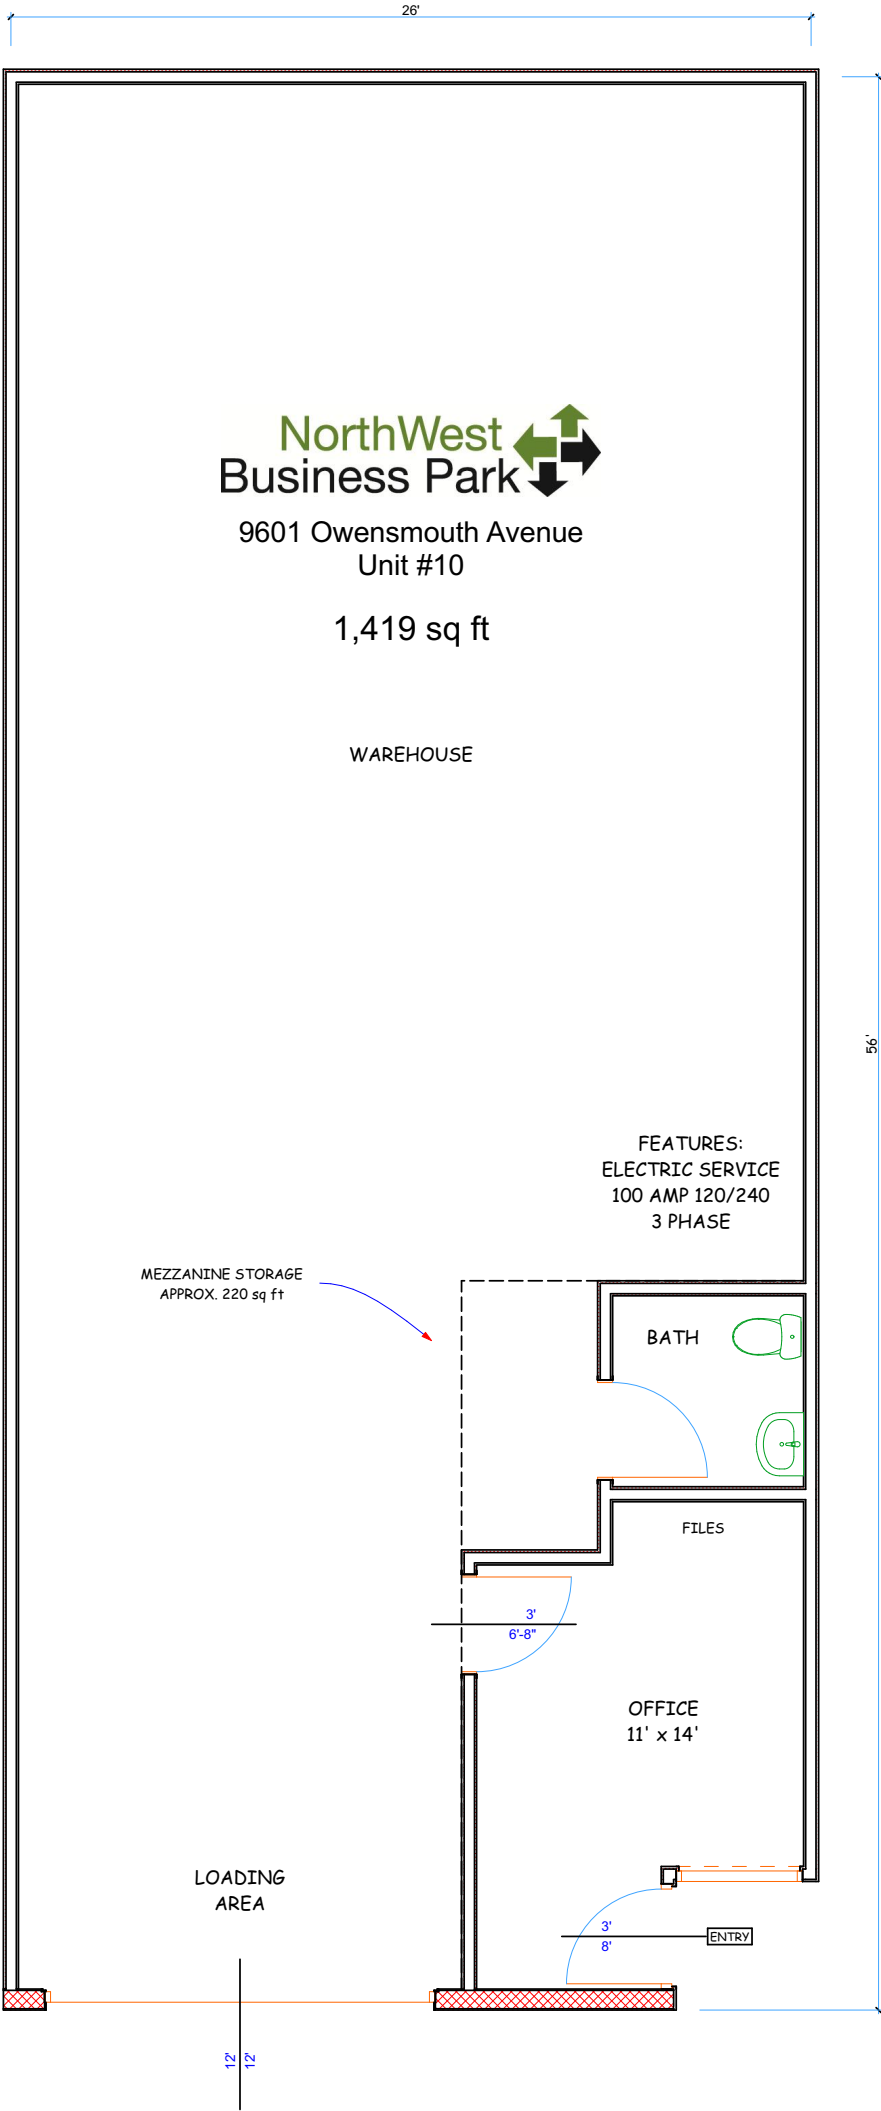 26'
NorthWest
Business Park
9601 Owensmouth Avenue
Unit #10
1,419 sq ft
WAREHOUSE
56'
FEATURES:
ELECTRIC SERVICE
100 AMP 120/240
3 PHASE
MEZZANINE STORAGE
APPROX. 220 sq ft
BATH
FILES
3'
6'-8"
OFFICE
11' x 14'
LOADING
AREA
3'
8'
ENTRY
12'
12'